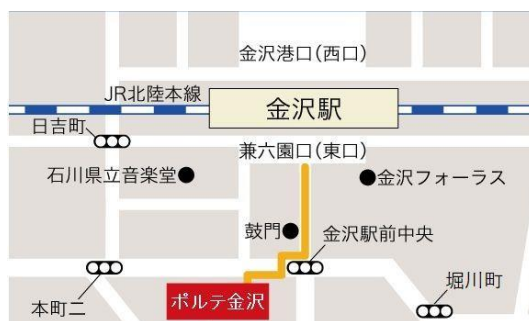 金沢港口(西口)
JR北陸本線
金沢駅
日吉町
兼六園口(東口)
石川県立音楽堂
金沢フォーラス
鼓門
金沢駅前中央
本町二
ポルテ金沢
堀川町